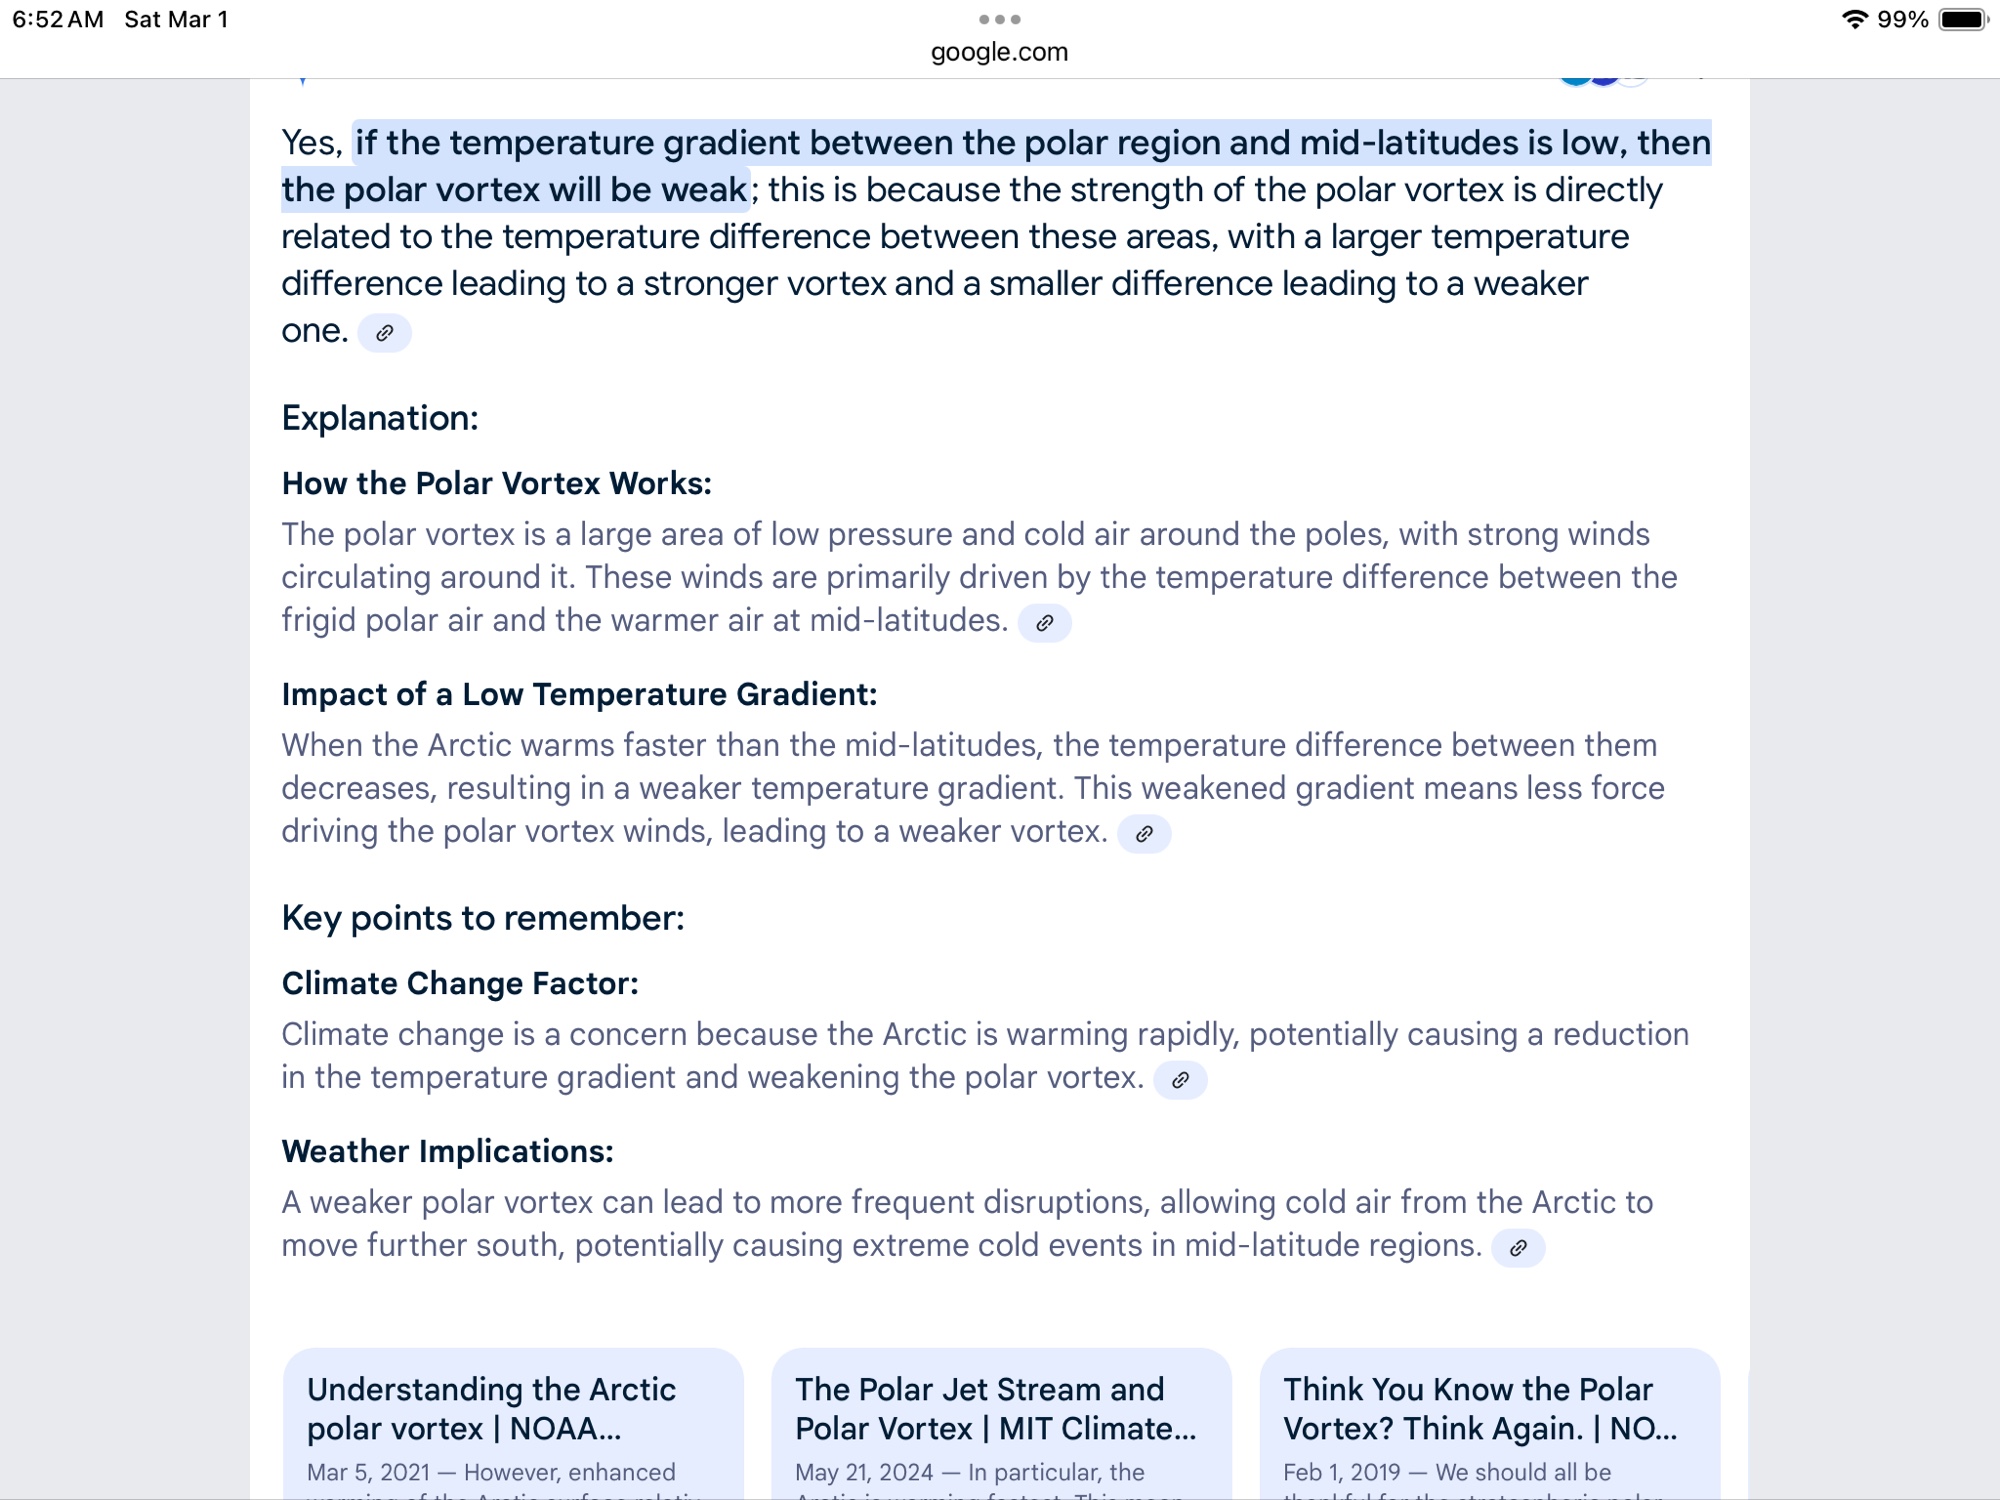 6:52 AM Sat Mar 1
99%
google.com
Yes, if the temperature gradient between the polar region and mid-latitudes is low, then
the polar vortex will be weak; this is because the strength of the polar vortex is directly
related to the temperature difference between these areas, with a larger temperature
difference leading to a stronger vortex and a smaller difference leading to a weaker
one.
Explanation:
How the Polar Vortex Works:
The polar vortex is a large area of low pressure and cold air around the poles, with strong winds
circulating around it. These winds are primarily driven by the temperature difference between the
frigid polar air and the warmer air at mid-latitudes.
Impact of a Low Temperature Gradient:
When the Arctic warms faster than the mid-latitudes, the temperature difference between them
decreases, resulting in a weaker temperature gradient. This weakened gradient means less force
driving the polar vortex winds, leading to a weaker vortex.
Key points to remember:
Climate Change Factor:
Climate change is a concern because the Arctic is warming rapidly, potentially causing a reduction
in the temperature gradient and weakening the polar vortex.
Weather Implications:
A weaker polar vortex can lead to more frequent disruptions, allowing cold air from the Arctic to
move further south, potentially causing extreme cold events in mid-latitude regions.
Understanding the Arctic
polar vortex | NOAA...
Mar 5, 2021 — However, enhanced
The Polar Jet Stream and
Polar Vortex | MIT Climate...
May 21, 2024 — In particular, the
Think You Know the Polar
Vortex? Think Again. | NO...
Feb 1, 2019 — We should all be